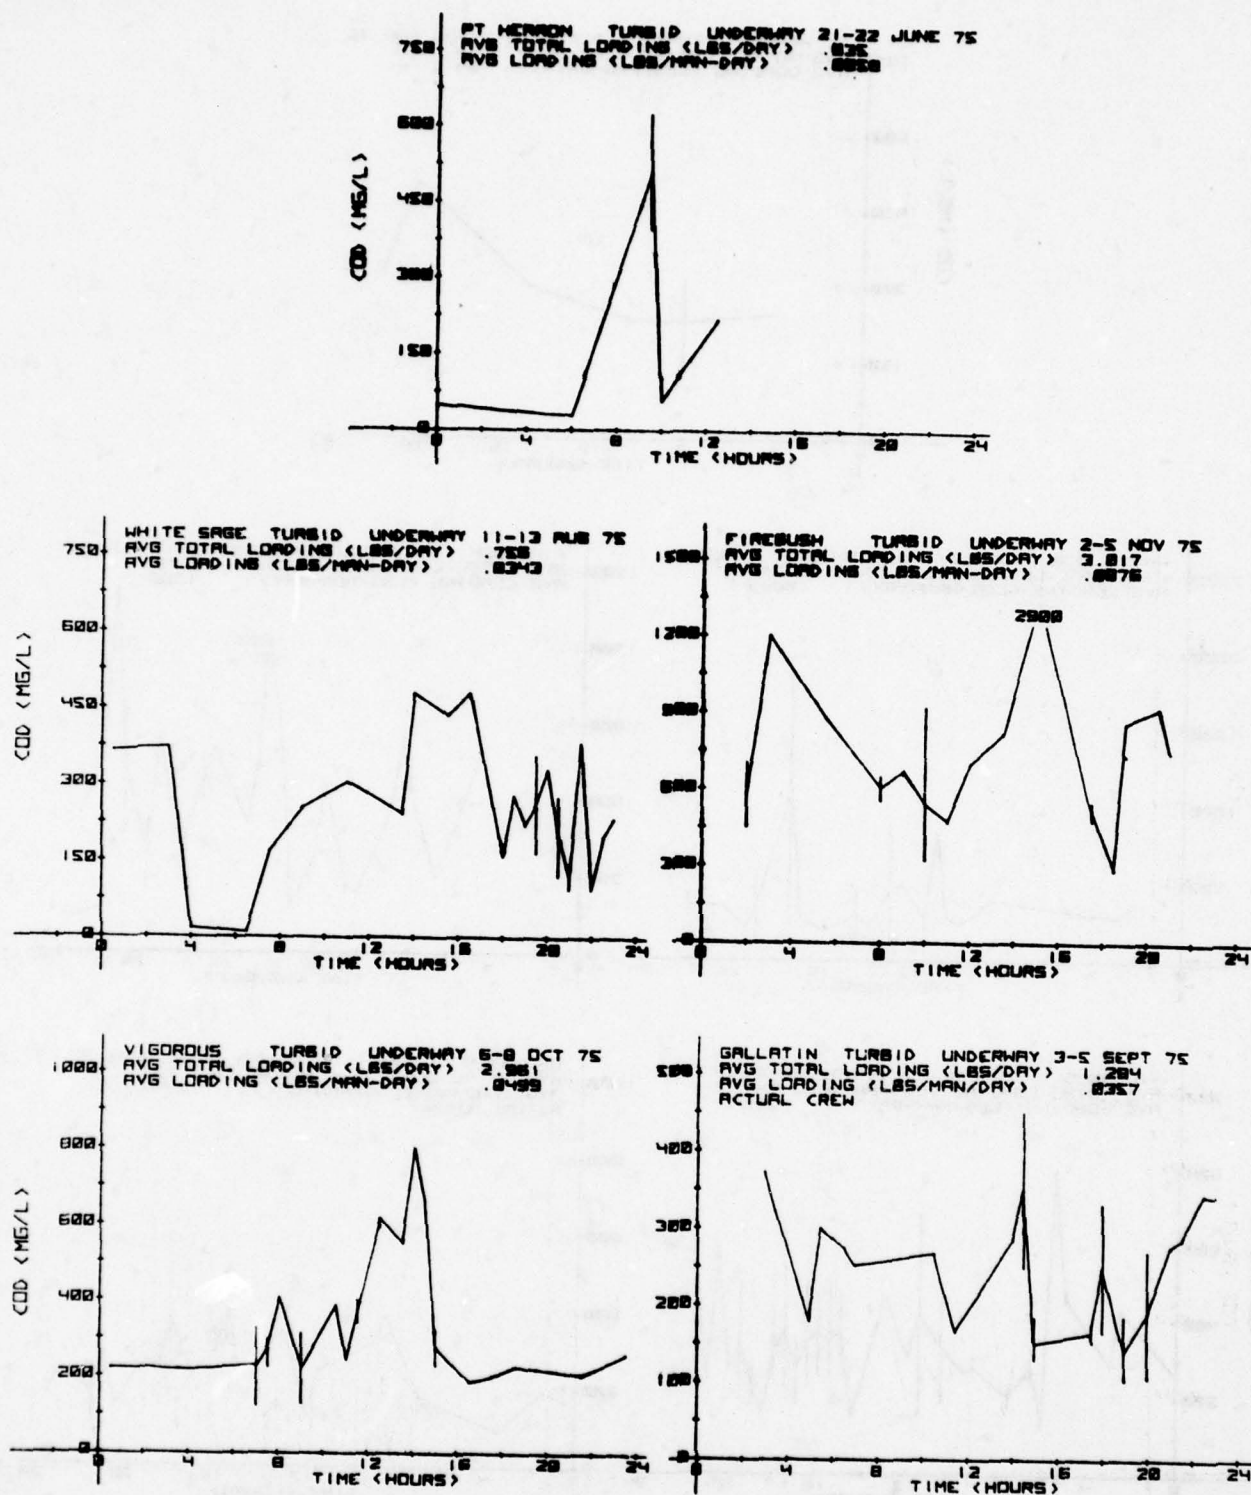 PT HERRON TURBID UNDERWAY 21-22 JUNE 75
AVG TOTAL LOADING <LBS/DAY> .035
AVG LOADING <LBS/MAN-DAY>
750
600
450
300
150
0
COD <MG/L>
0 4 8 12 16 20 24
TIME <HOURS>
WHITE SAGE TURBID UNDERWAY 11-13 AUG 75
AVG TOTAL LOADING <LBS/DAY>
AVG LOADING <LBS/MAN-DAY> .0343
750
600
450
300
150
0
COD <MG/L>
0 4 8 12 16 20 24
TIME <HOURS>
FIREBUSH TURBID UNDERWAY 2-5 NOV 75
AVG TOTAL LOADING <LBS/DAY> 3.017
AVG LOADING <LBS/MAN-DAY>
2900
1500
1200
900
600
300
0
0 4 8 12 16 20 24
TIME <HOURS>
VIGOROUS TURBID UNDERWAY 6-8 OCT 75
AVG TOTAL LOADING <LBS/DAY> 2.961
AVG LOADING <LBS/MAN-DAY> .0499
1000
800
600
400
200
0
COD <MG/L>
0 4 8 12 16 20 24
TIME <HOURS>
GALLATIN TURBID UNDERWAY 3-5 SEPT 75
AVG TOTAL LOADING <LBS/DAY> 1.284
AVG LOADING <LBS/MAN/DAY> .0357
ACTUAL CREW
500
400
300
200
100
0
0 4 8 12 16 20 24
TIME <HOURS>